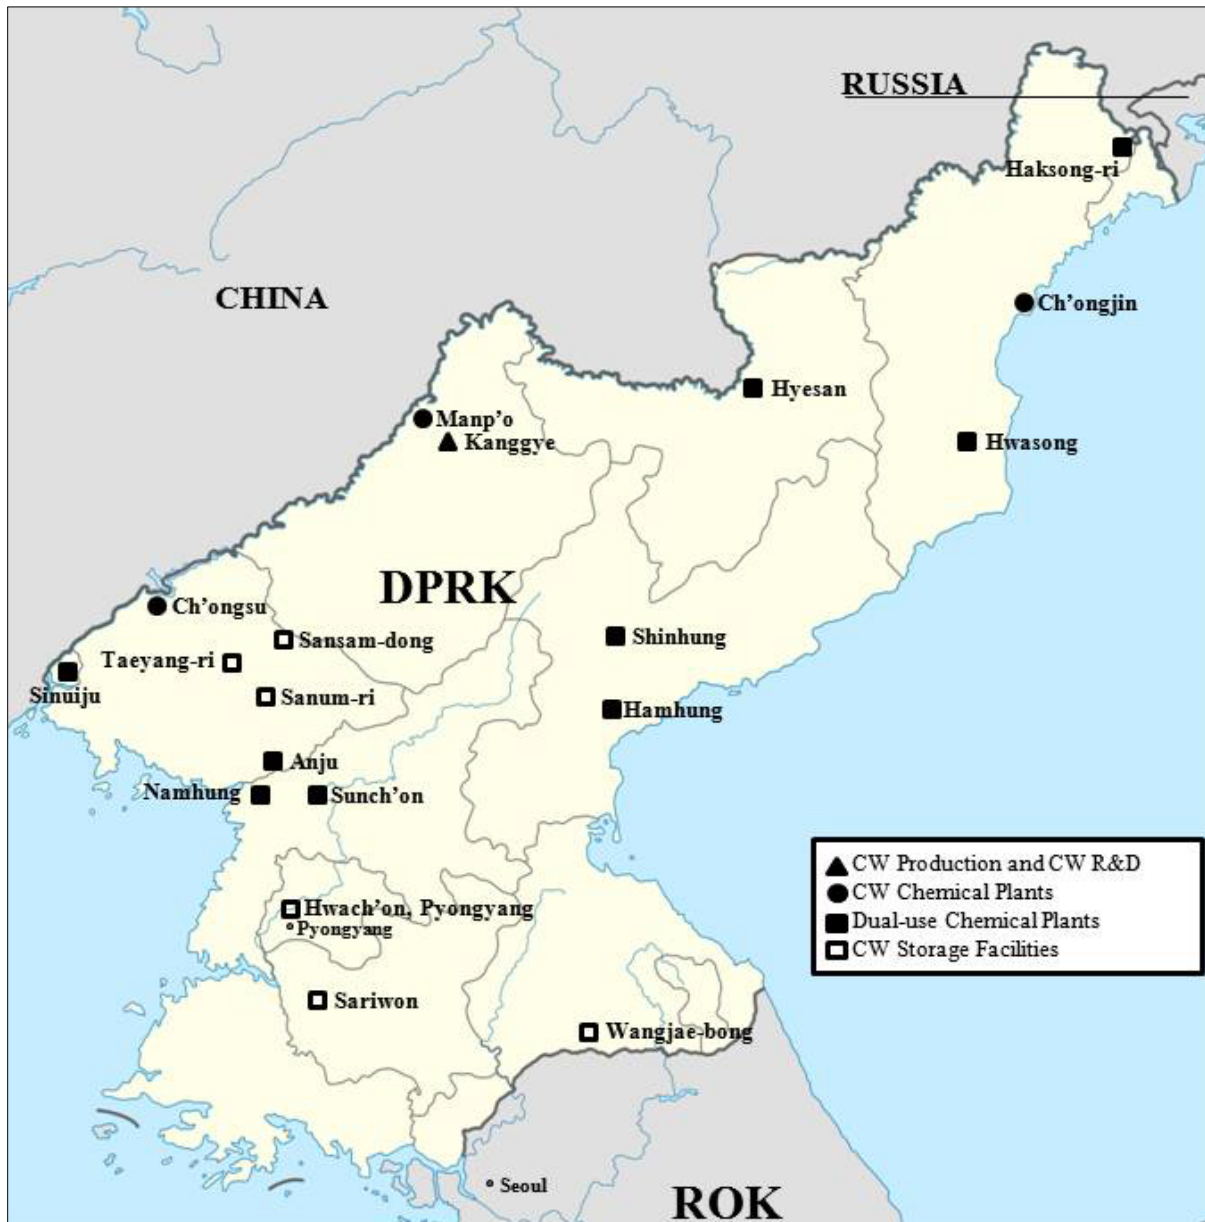 RUSSIA
Haksong-ri
CHINA
Ch'ongjin
Hyesan
Manp'o
Kanggye
Hwasong
DPRK
Ch'ongsu
Sansam-dong
Shinhung
Taeyang-ri
Sinuiju
Sanum-ri
Hamhung
Anju
Namhung
Sunch'on
CW Production and CW R&D
CW Chemical Plants
Dual-use Chemical Plants
CW Storage Facilities
Hwach'on, Pyongyang
Pyongyang
Sariwon
Wangjae-bong
Seoul
ROK